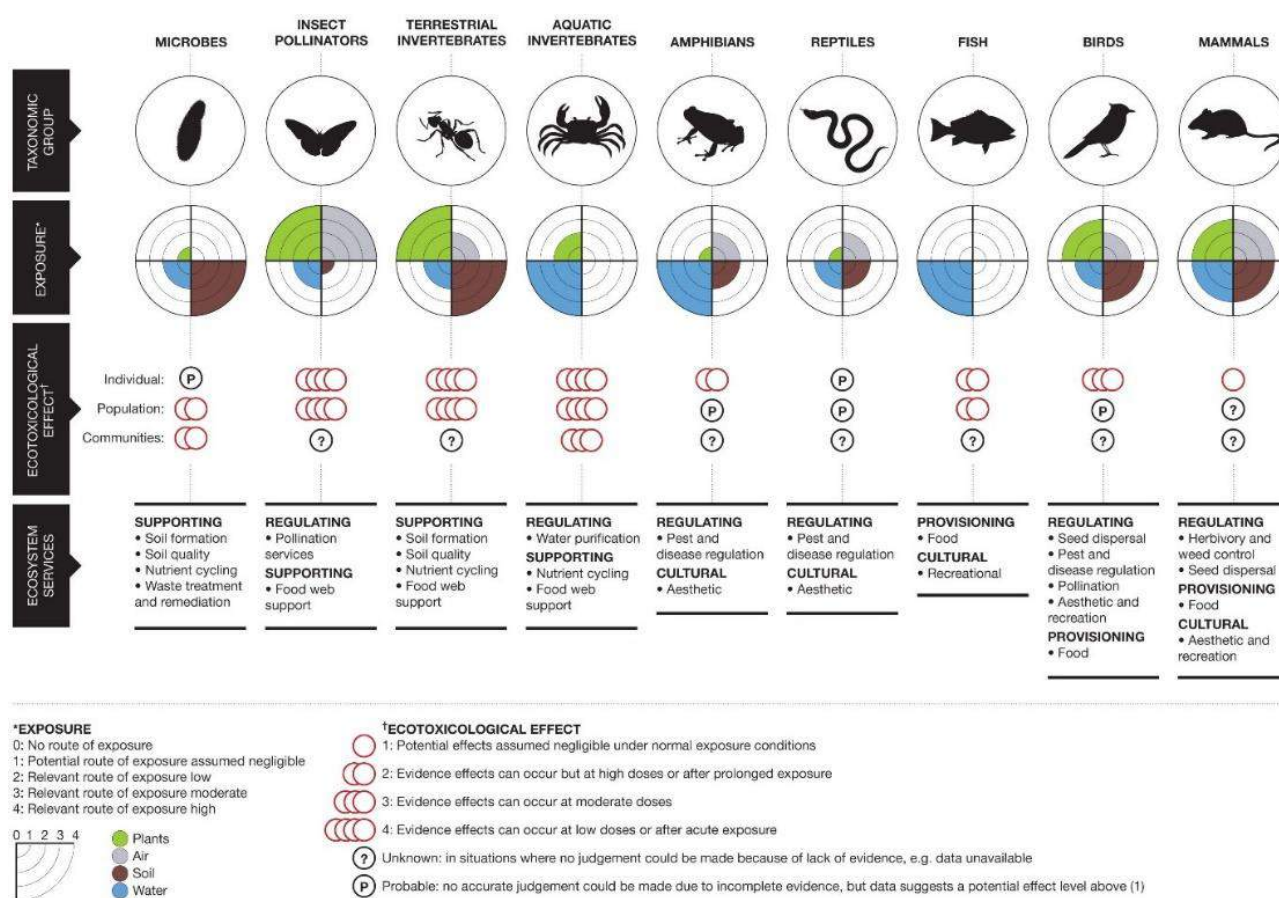 MICROBES
INSECT
POLLINATORS
TERRESTRIAL
INVERTEBRATES
AQUATIC
INVERTEBRATES
AMPHIBIANS
REPTILES
FISH
BIRDS
MAMMALS
TAXONOMIC
GROUP
EXPOSURE*
ECOTOXICOLOGICAL
EFFECT†
Individual:
P
P
Population:
P
P
P
?
Communities:
?
?
?
?
?
?
?
ECOSYSTEM
SERVICES
SUPPORTING
• Soil formation
• Soil quality
• Nutrient cycling
• Waste treatment
and remediation
REGULATING
• Pollination
services
SUPPORTING
• Food web
support
SUPPORTING
• Soil formation
• Soil quality
• Nutrient cycling
• Food web
support
REGULATING
• Water purification
SUPPORTING
• Nutrient cycling
• Food web
support
REGULATING
• Pest and
disease regulation
CULTURAL
• Aesthetic
REGULATING
• Pest and
disease regulation
CULTURAL
• Aesthetic
PROVISIONING
• Food
CULTURAL
• Recreational
REGULATING
• Seed dispersal
• Pest and
disease regulation
• Pollination
• Aesthetic and
recreation
PROVISIONING
• Food
REGULATING
• Herbivory and
weed control
• Seed dispersal
PROVISIONING
• Food
CULTURAL
• Aesthetic and
recreation
*EXPOSURE
0: No route of exposure
1: Potential route of exposure assumed negligible
2: Relevant route of exposure low
3: Relevant route of exposure moderate
4: Relevant route of exposure high
0 1 2 3 4
Plants
Air
Soil
Water
†ECOTOXICOLOGICAL EFFECT
1: Potential effects assumed negligible under normal exposure conditions
2: Evidence effects can occur but at high doses or after prolonged exposure
3: Evidence effects can occur at moderate doses
4: Evidence effects can occur at low doses or after acute exposure
? Unknown: in situations where no judgement could be made because of lack of evidence, e.g. data unavailable
P Probable: no accurate judgement could be made due to incomplete evidence, but data suggests a potential effect level above (1)